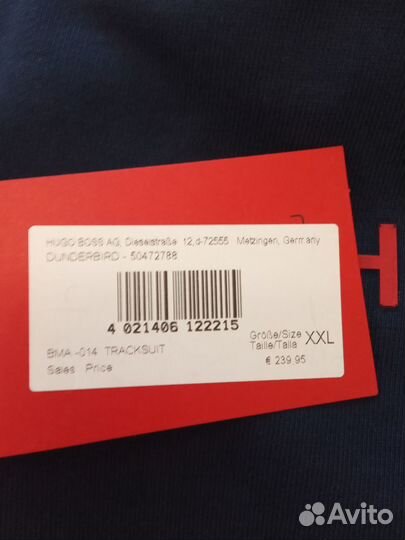 HUGO BOSS AG, Dieselstraße 12,d-72555 Metzingen, Germany
DUNDERBIRD - 50472788
4 021406 122215
Größe/Size XXL
Taille/Talla
€ 239.95
BMA -014 TRACKSUIT
Sales Price
Avito